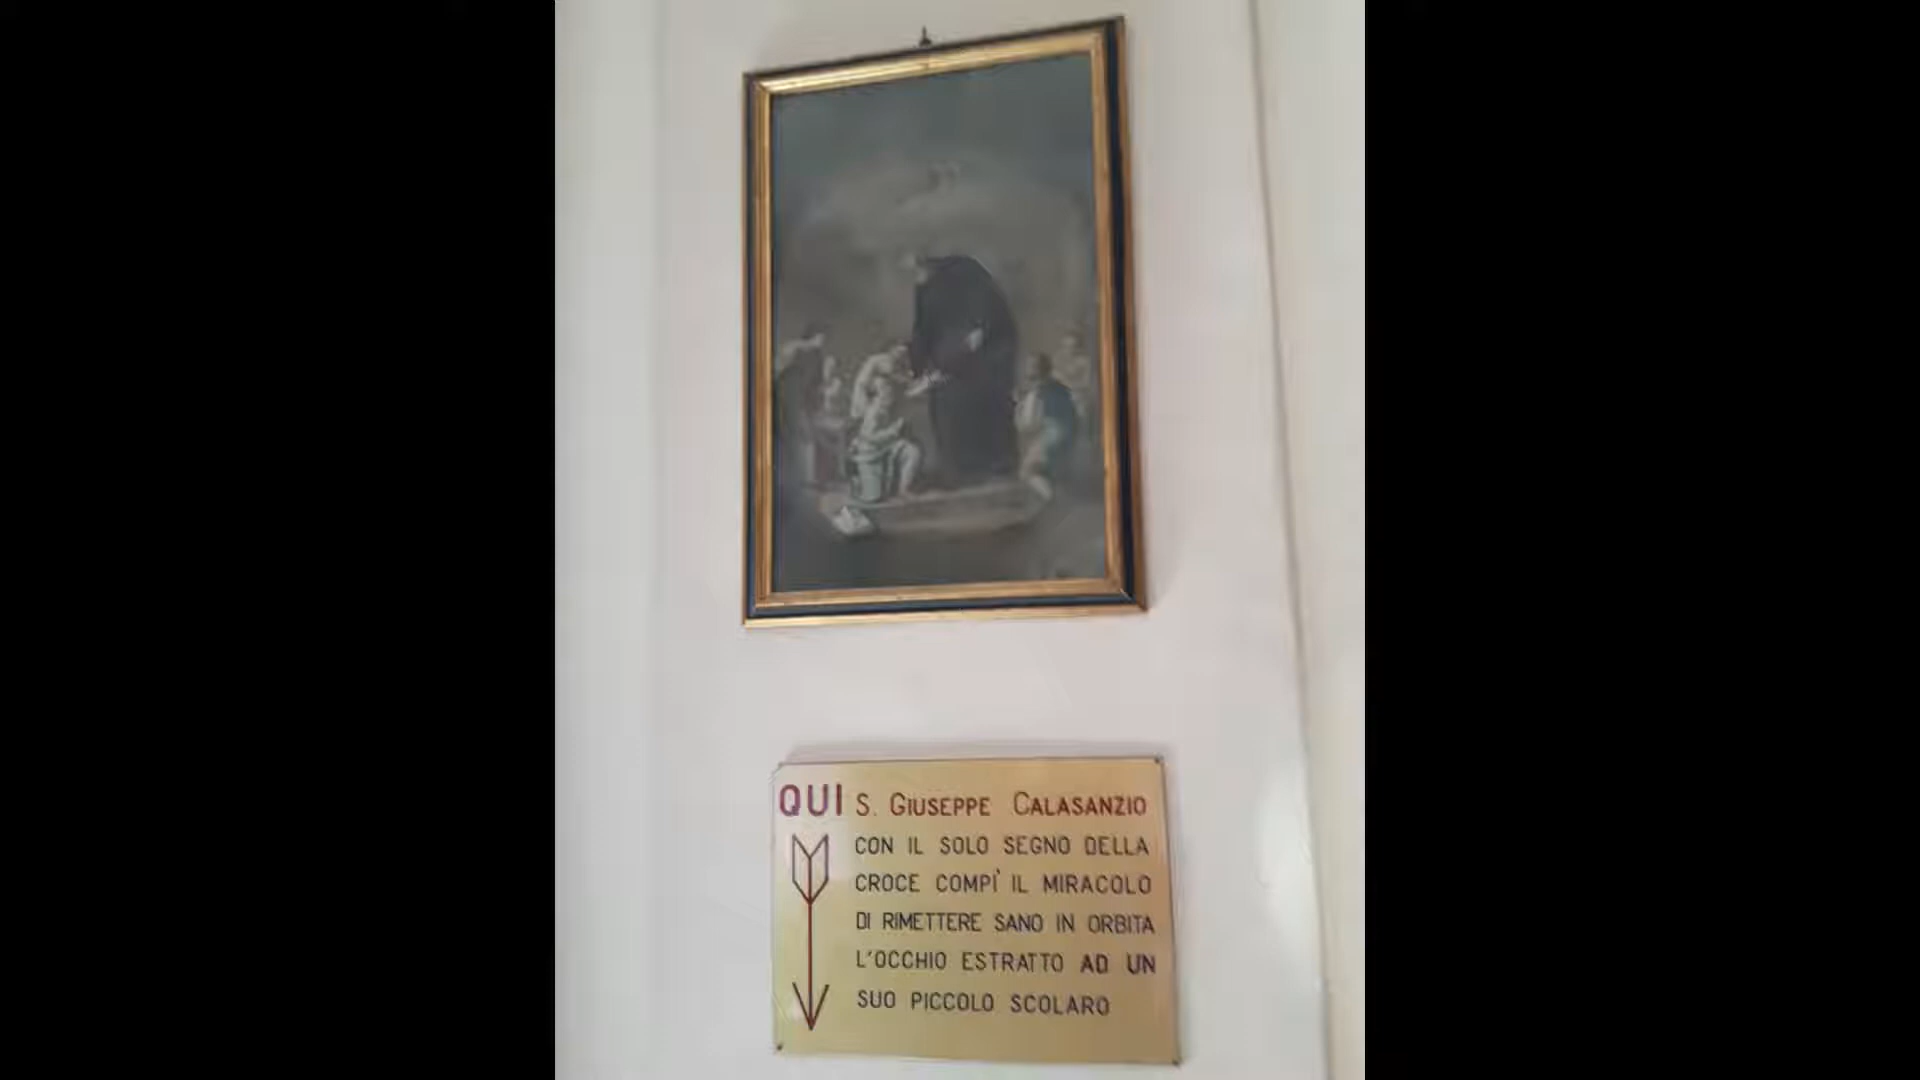 QUI S. GIUSEPPE CALASANZIO
CON IL SOLO SEGNO DELLA
CROCE COMPÌ IL MIRACOLO
DI RIMETTERE SANO IN ORBITA
L'OCCHIO ESTRATTO AD UN
SUO PICCOLO SCOLARO